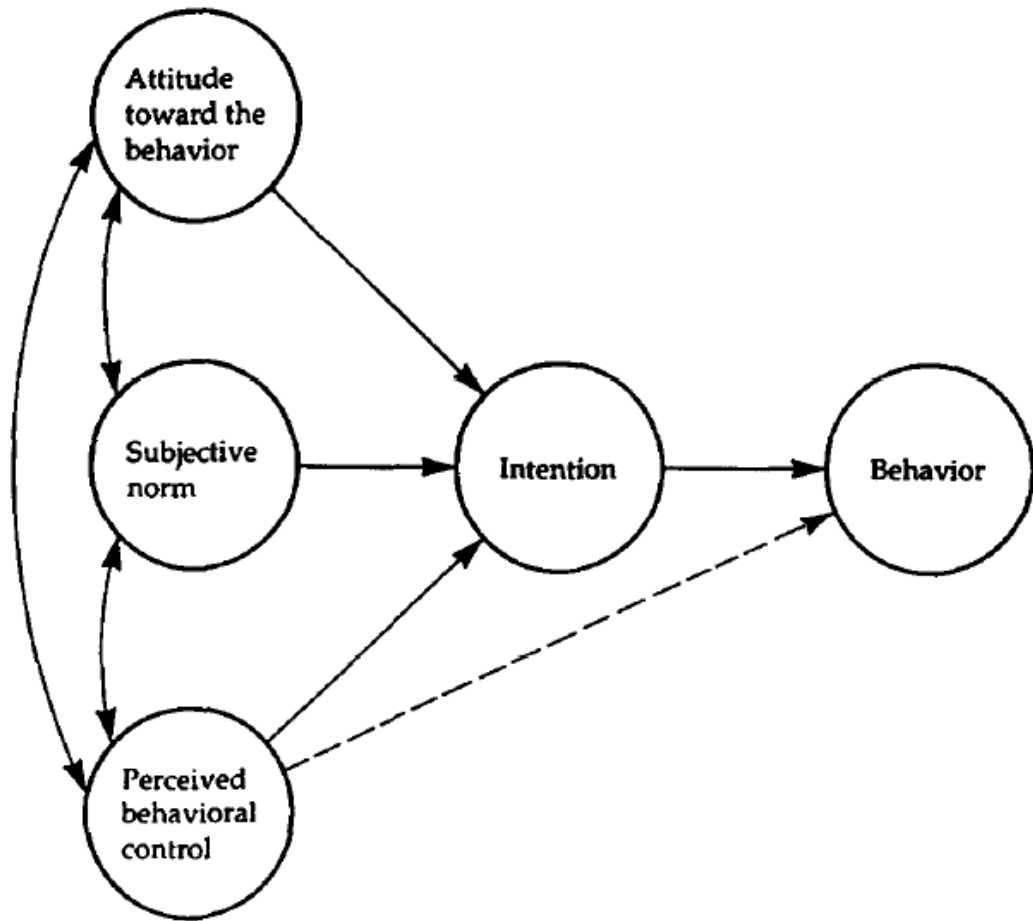 Attitude
toward the
behavior
Subjective
norm
Intention
Behavior
Perceived
behavioral
control